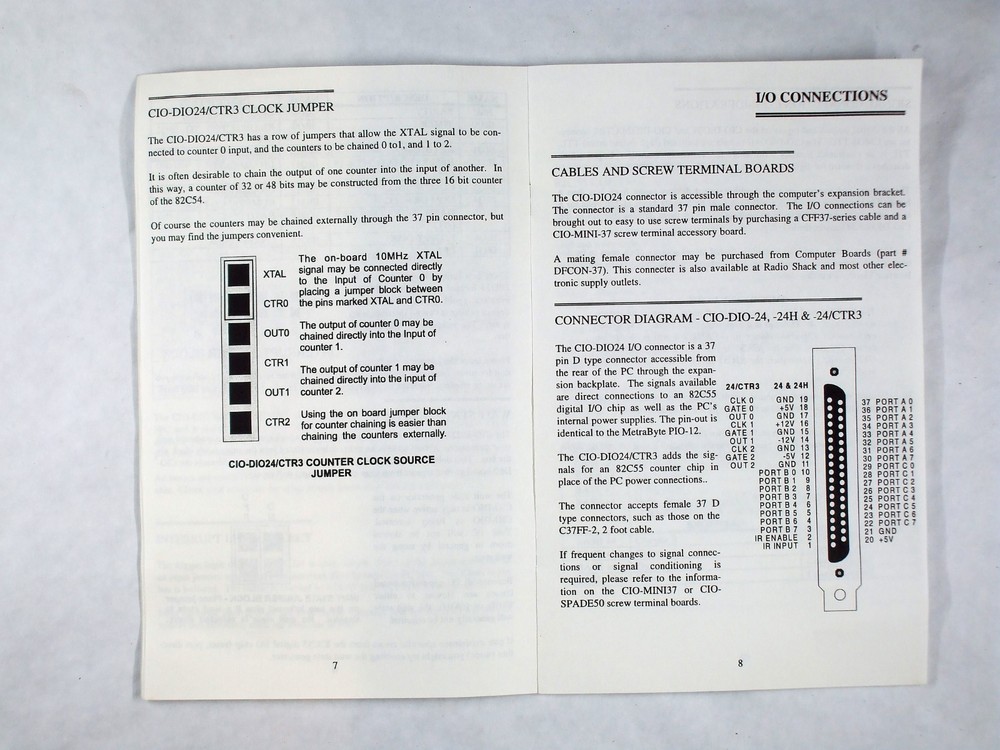 CIO-DIO24/CTR3 CLOCK JUMPER
The CIO-DIO24/CTR3 has a row of jumpers that allow the XTAL signal to be con-
nected to counter 0 input, and the counters to be chained 0 to1, and 1 to 2.
It is often desirable to chain the output of one counter into the input of another. In
this way, a counter of 32 or 48 bits may be constructed from the three 16 bit counter
of the 82C54.
Of course the counters may be chained externally through the 37 pin connector, but
you may find the jumpers convenient.
XTAL
CTR0
OUT0
CTR1
OUT1
CTR2
The on-board 10MHz XTAL
signal may be connected directly
to the Input of Counter 0 by
placing a jumper block between
the pins marked XTAL and CTR0.
The output of counter 0 may be
chained directly into the Input of
counter 1.
The output of counter 1 may be
chained directly into the input of
counter 2.
Using the on board jumper block
for counter chaining is easier than
chaining the counters externally.
CIO-DIO24/CTR3 COUNTER CLOCK SOURCE
JUMPER
7
I/O CONNECTIONS
CABLES AND SCREW TERMINAL BOARDS
The CIO-DIO24 connector is accessible through the computer's expansion bracket.
The connector is a standard 37 pin male connector. The I/O connections can be
brought out to easy to use screw terminals by purchasing a CFF37-series cable and a
CIO-MINI-37 screw terminal accessory board.
A mating female connector may be purchased from Computer Boards (part #
DFCON-37). This connecter is also available at Radio Shack and most other elec-
tronic supply outlets.
CONNECTOR DIAGRAM - CIO-DIO-24, -24H & -24/CTR3
The CIO-DIO24 I/O connector is a 37
pin D type connector accessible from
the rear of the PC through the expan-
sion backplate. The signals available
are direct connections to an 82C55
digital I/O chip as well as the PC's
internal power supplies. The pin-out is
identical to the MetraByte PIO-12.
The CIO-DIO24/CTR3 adds the sig-
nals for an 82C55 counter chip in
place of the PC power connections..
The connector accepts female 37 D
type connectors, such as those on the
C37FF-2, 2 foot cable.
If frequent changes to signal connec-
tions or signal conditioning is
required, please refer to the informa-
tion on the CIO-MINI37 or CIO-
SPADE50 screw terminal boards.
24/CTR3 24 & 24H
CLK 0 GND 19
GATE 0 +5V 18
OUT 0 GND 17
CLK 1 +12V 16
GATE 1 GND 15
OUT 1 -12V 14
CLK 2 GND 13
GATE 2 -5V 12
OUT 2 GND 11
PORT B 0 10
PORT B 1 9
PORT B 2 8
PORT B 3 7
PORT B 4 6
PORT B 5 5
PORT B 6 4
PORT B 7 3
IR ENABLE 2
IR INPUT 1
37 PORT A 0
36 PORT A 1
35 PORT A 2
34 PORT A 3
33 PORT A 4
32 PORT A 5
31 PORT A 6
30 PORT A 7
29 PORT C 0
28 PORT C 1
27 PORT C 2
26 PORT C 3
25 PORT C 4
24 PORT C 5
23 PORT C 6
22 PORT C 7
21 GND
20 +5V
8